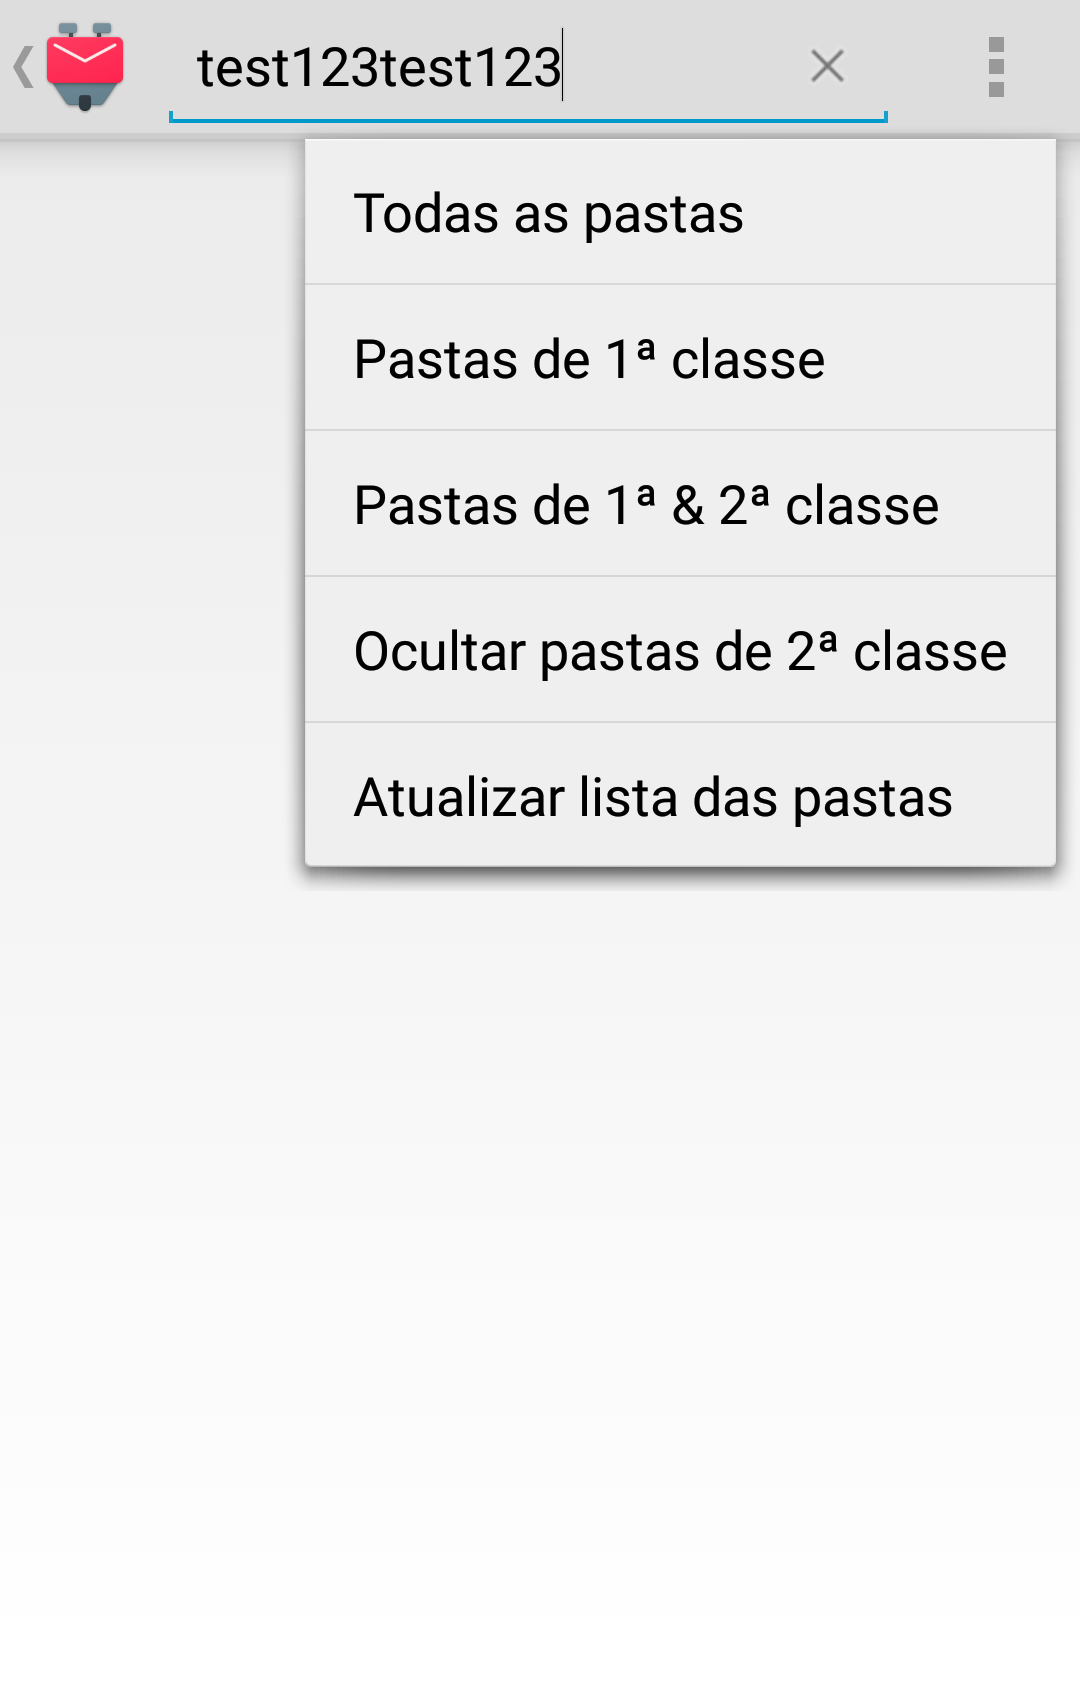 test123test123
Todas as pastas
Pastas de 1ª classe
Pastas de 1ª & 2ª classe
Ocultar pastas de 2ª classe
Atualizar lista das pastas